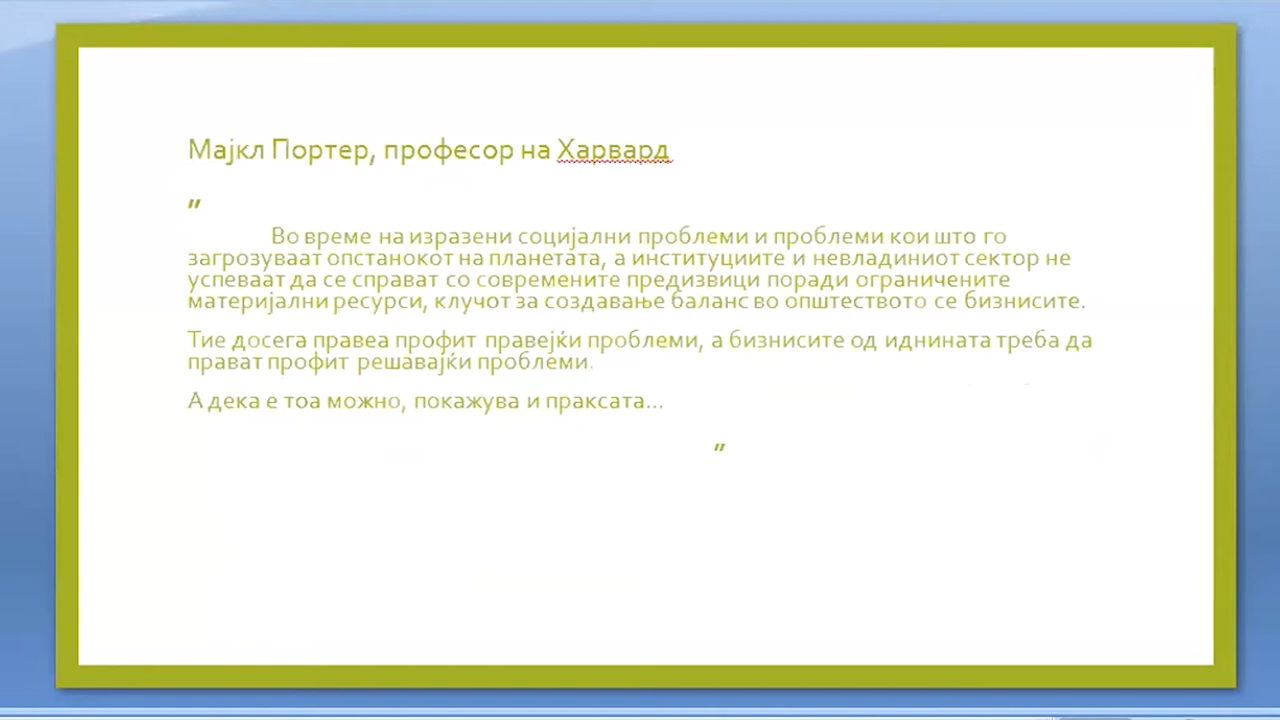 Мајкл Портер, професор на Харвард
"
Во време на изразени социјални проблеми и проблеми кои што го
загрозуваат опстанокот на планетата, а институциите и невладиниот сектор не
успеваат да се справат со современите предизвици поради ограничените
материјални ресурси, клучот за создавање баланс во општеството се бизнисите.
Тие досега правеа профит правејќи проблеми, а бизнисите од иднината треба да
прават профит решавајќи проблеми.
А дека е тоа можно, покажува и праксата...
"